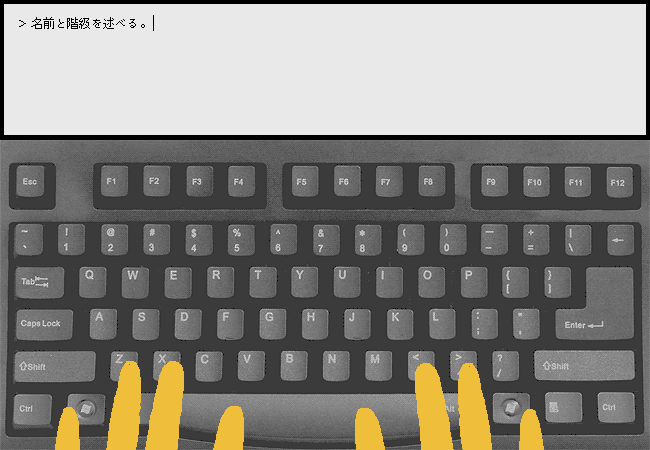 > 名前と階級を述べる。
Esc F1 F2 F3 F4 F5 F6 F7 F8 F9 F10 F11 F12
~ ! @ # $ % ^ & * ( ) _ + |
` 1 2 3 4 5 6 7 8 9 0 - = \ ←
Tab Q W E R T Y U I O P { }
[ ]
Caps Lock A S D F G H J K L : "
; '
Enter
⇧Shift Z X C V B N M < > ? ⇧Shift
/
Ctrl Alt Ctrl